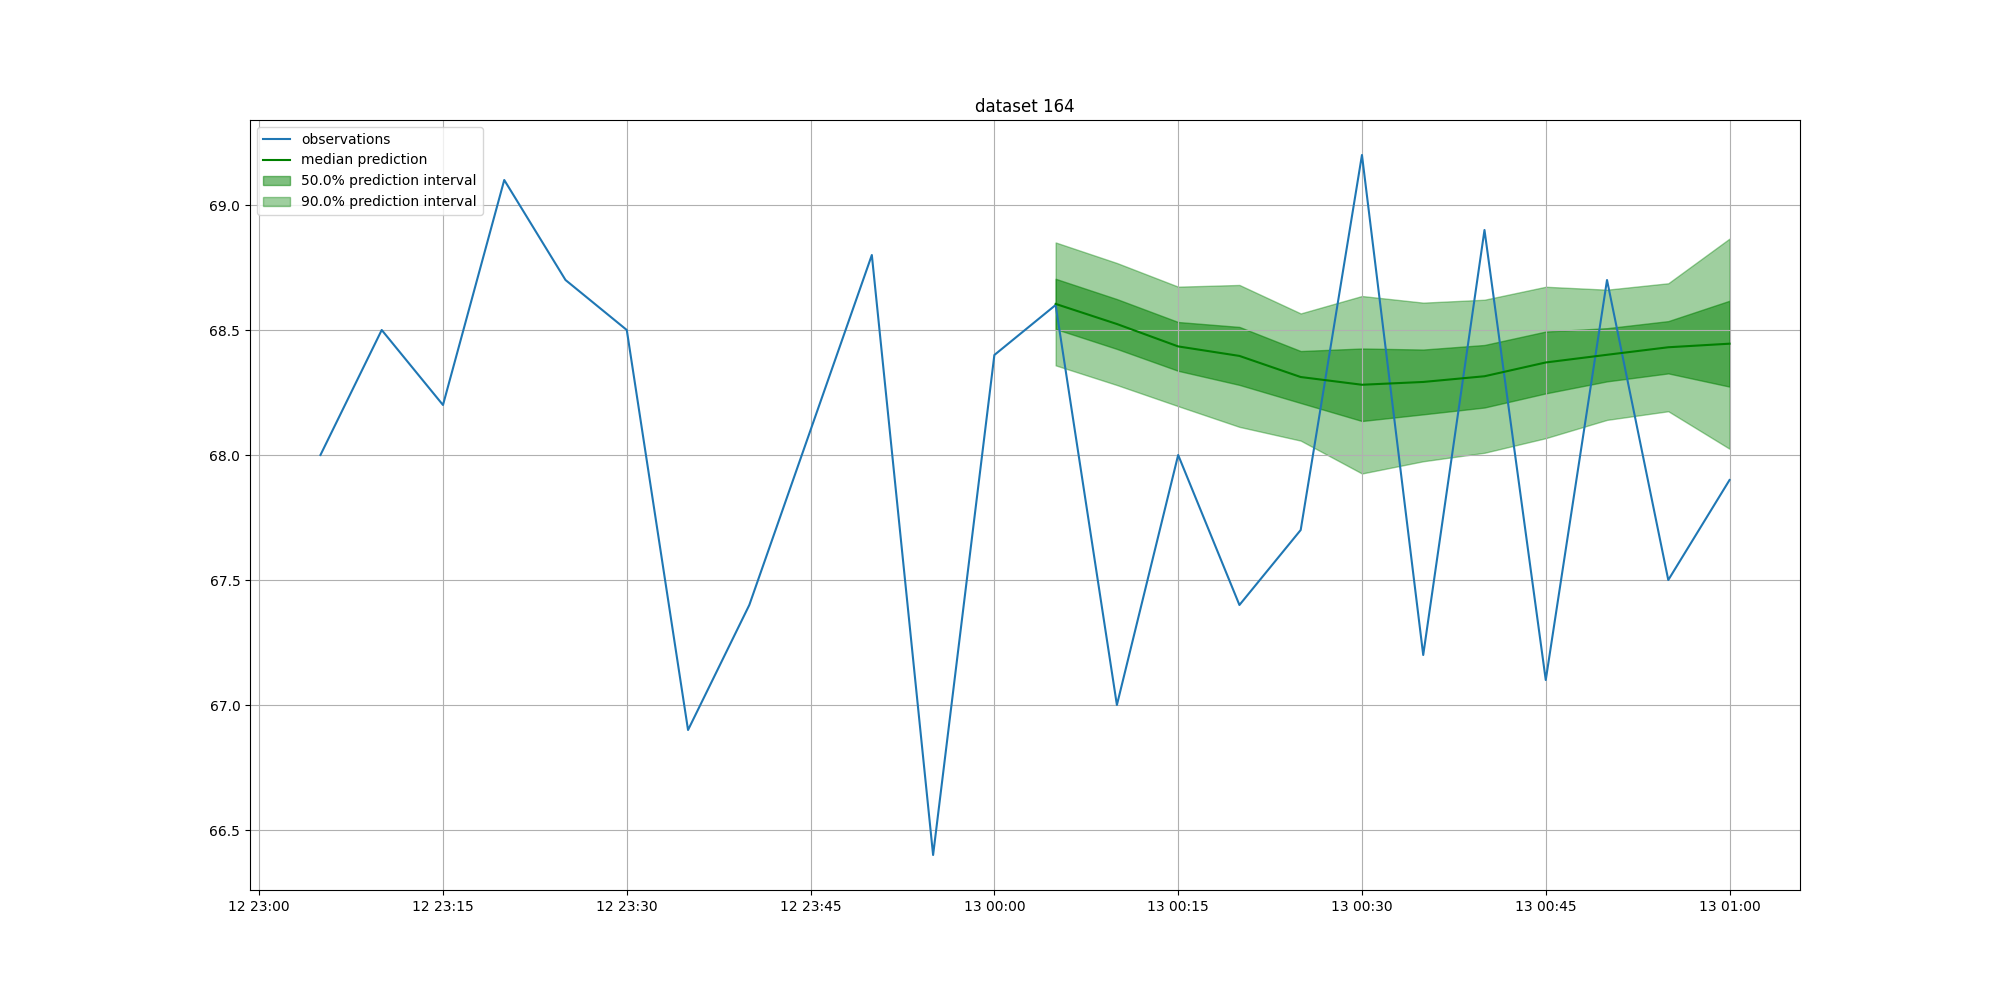 dataset 164
observations
median prediction
50.0% prediction interval
90.0% prediction interval
69.0
68.5
68.0
67.5
67.0
66.5
12 23:00 12 23:15 12 23:30 12 23:45 13 00:00 13 00:15 13 00:30 13 00:45 13 01:00